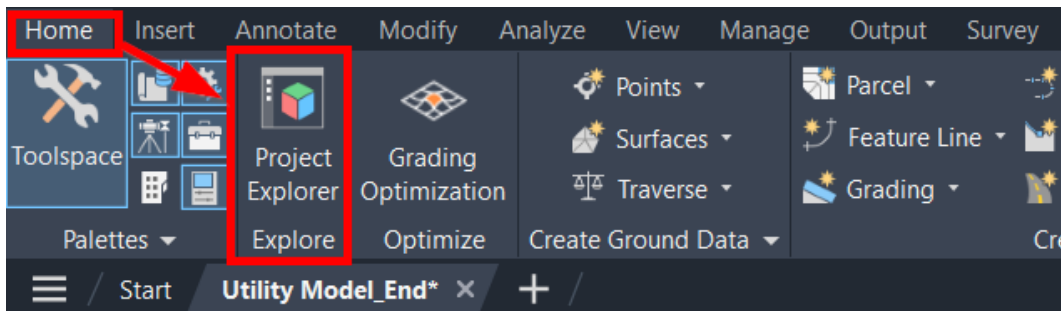 Home Insert Annotate Modify Analyze View Manage Output Survey
Points Parcel
Toolspace Project Explorer Grading Optimization Surfaces Feature Line
Traverse Grading
Palettes Explore Optimize Create Ground Data
Start Utility Model_End* × +